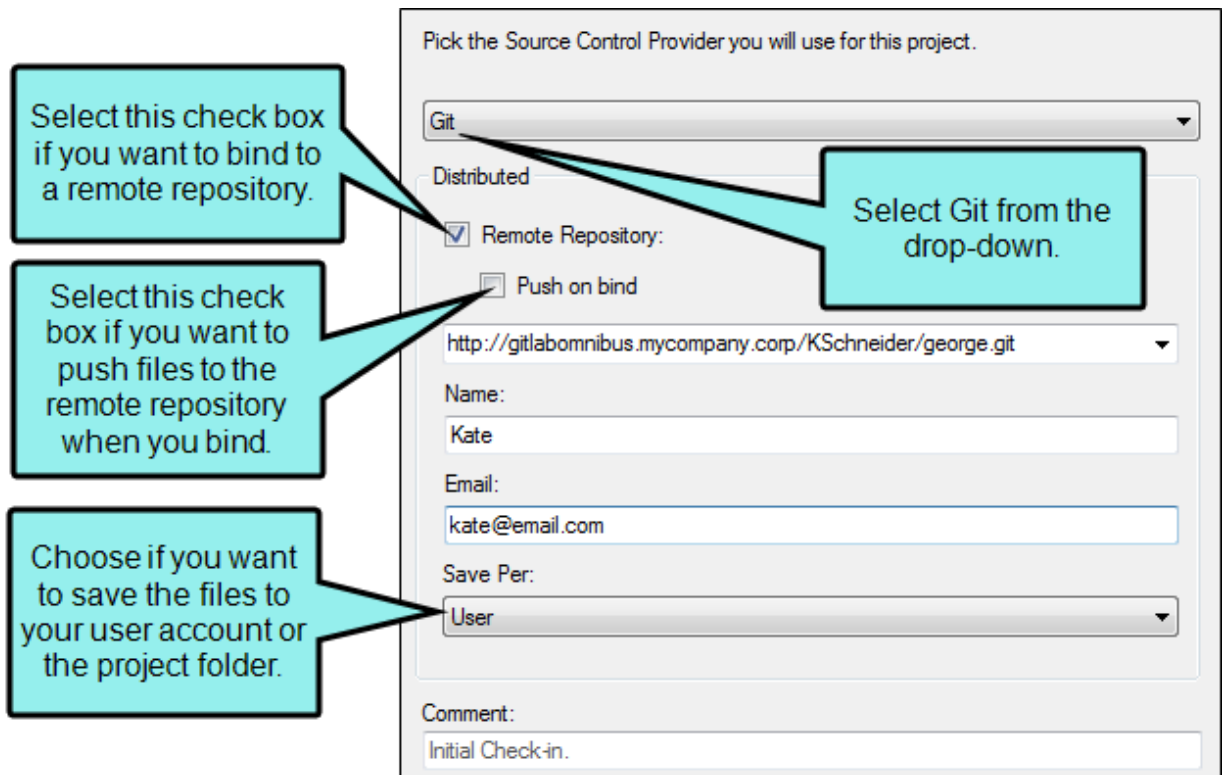 Pick the Source Control Provider you will use for this project.
Select this check box
if you want to bind to
a remote repository.
Git
Select Git from the
drop-down.
Distributed
Remote Repository:
Push on bind
Select this check
box if you want to
push files to the
remote repository
when you bind.
http://gitlabomnibus.mycompany.corp/KSchneider/george.git
Name:
Kate
Email:
kate@email.com
Choose if you want
to save the files to
your user account or
the project folder.
Save Per:
User
Comment:
Initial Check-in.